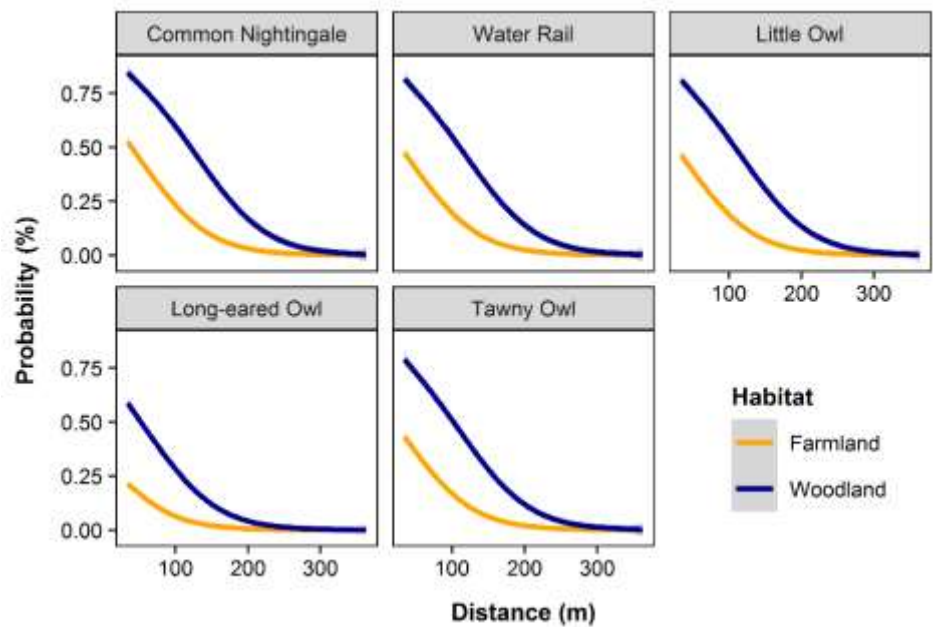 Common Nightingale
Water Rail
Little Owl
0.75
0.50
0.25
0.00
100 200 300
Long-eared Owl
Tawny Owl
0.75
0.50
0.25
0.00
100 200 300
100 200 300
Probability (%)
Distance (m)
Habitat
Farmland
Woodland